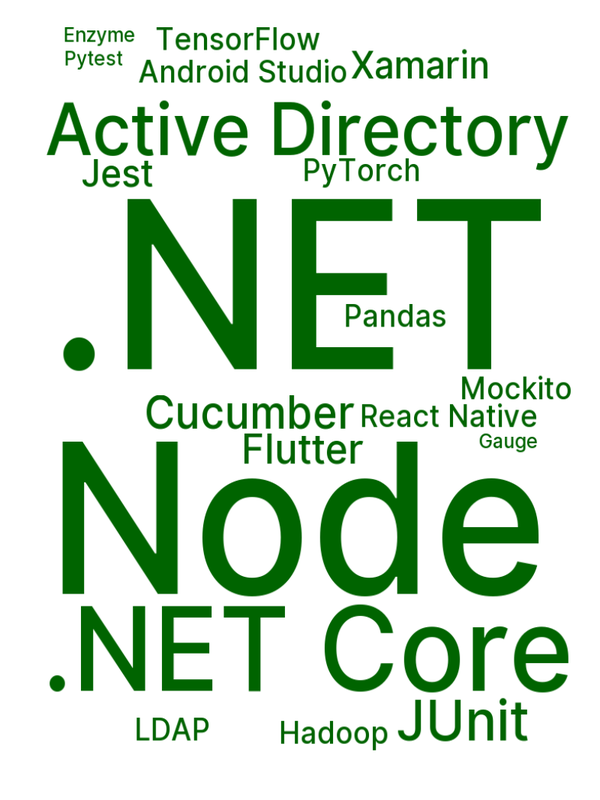 Enzyme
TensorFlow
Pytest
Android Studio
Xamarin
Active Directory
Jest
PyTorch
.NET
Pandas
Mockito
Cucumber
React Native
Flutter
Gauge
Node
.NET Core
LDAP
Hadoop
JUnit